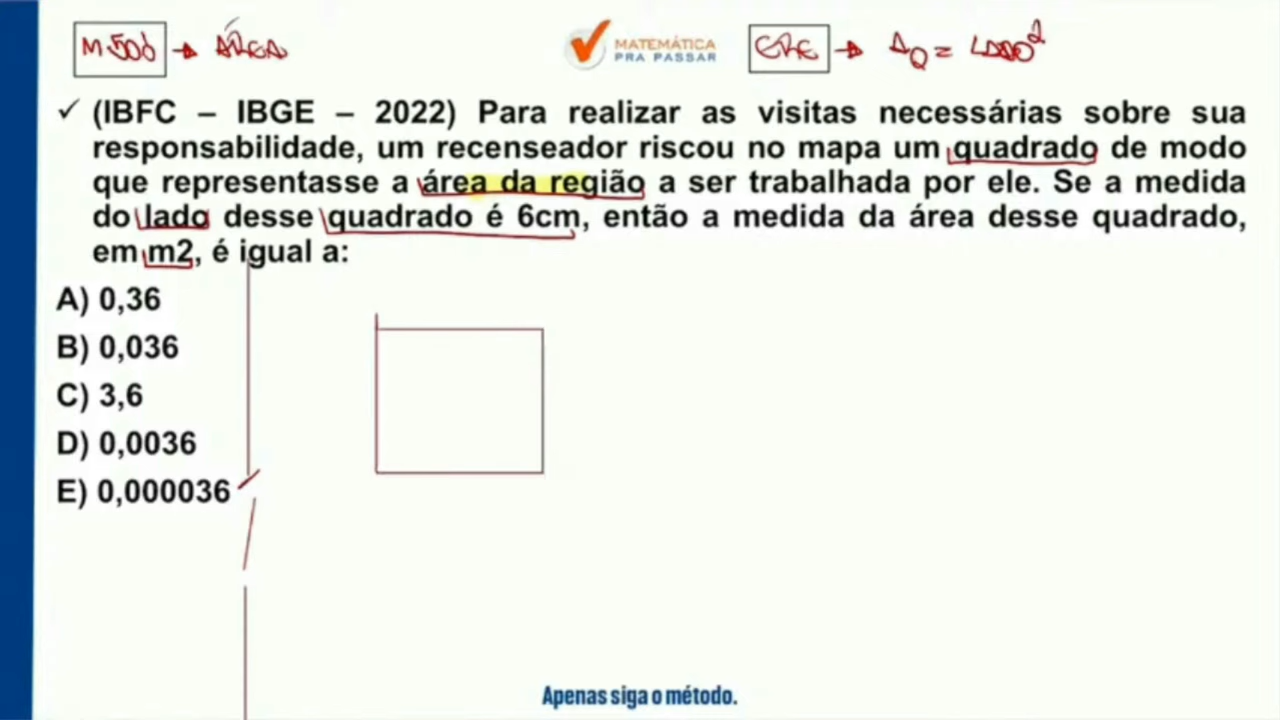 M.500 → ÁREA
MATEMÁTICA
PRA PASSAR
→ AQ = LADO²
✓ (IBFC – IBGE – 2022) Para realizar as visitas necessárias sobre sua
responsabilidade, um recenseador riscou no mapa um quadrado de modo
que representasse a área da região a ser trabalhada por ele. Se a medida
do lado desse quadrado é 6cm, então a medida da área desse quadrado,
em m2, é igual a:
A) 0,36
B) 0,036
C) 3,6
D) 0,0036
E) 0,000036
Apenas siga o método.